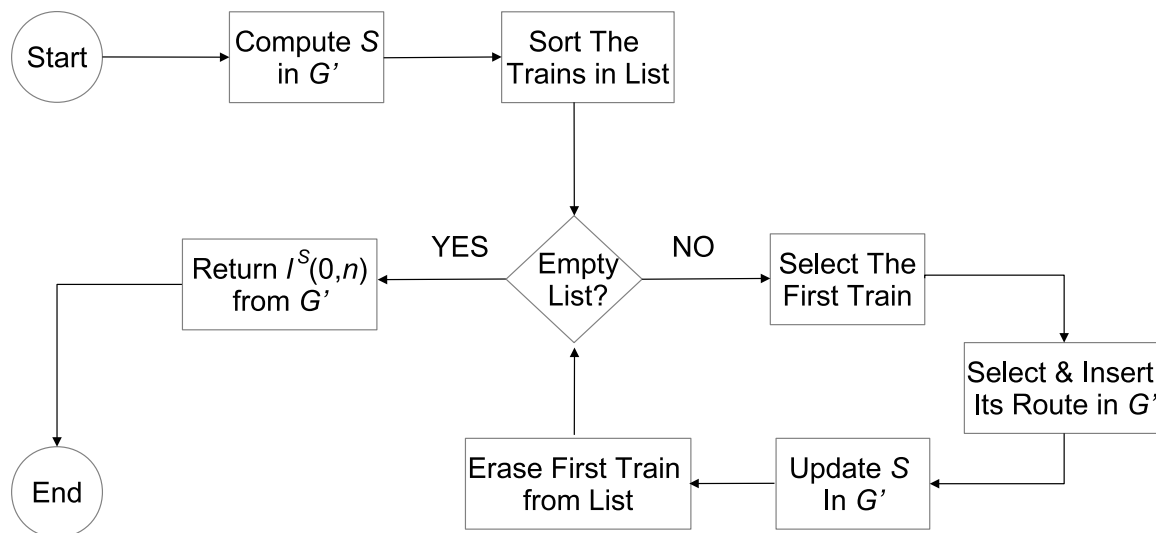 Start
Compute S
in G’
Sort The
Trains in List
YES
NO
Return l^S(0,n)
from G’
Empty
List?
Select The
First Train
Select & Insert
Its Route in G’
End
Erase First Train
from List
Update S
In G’